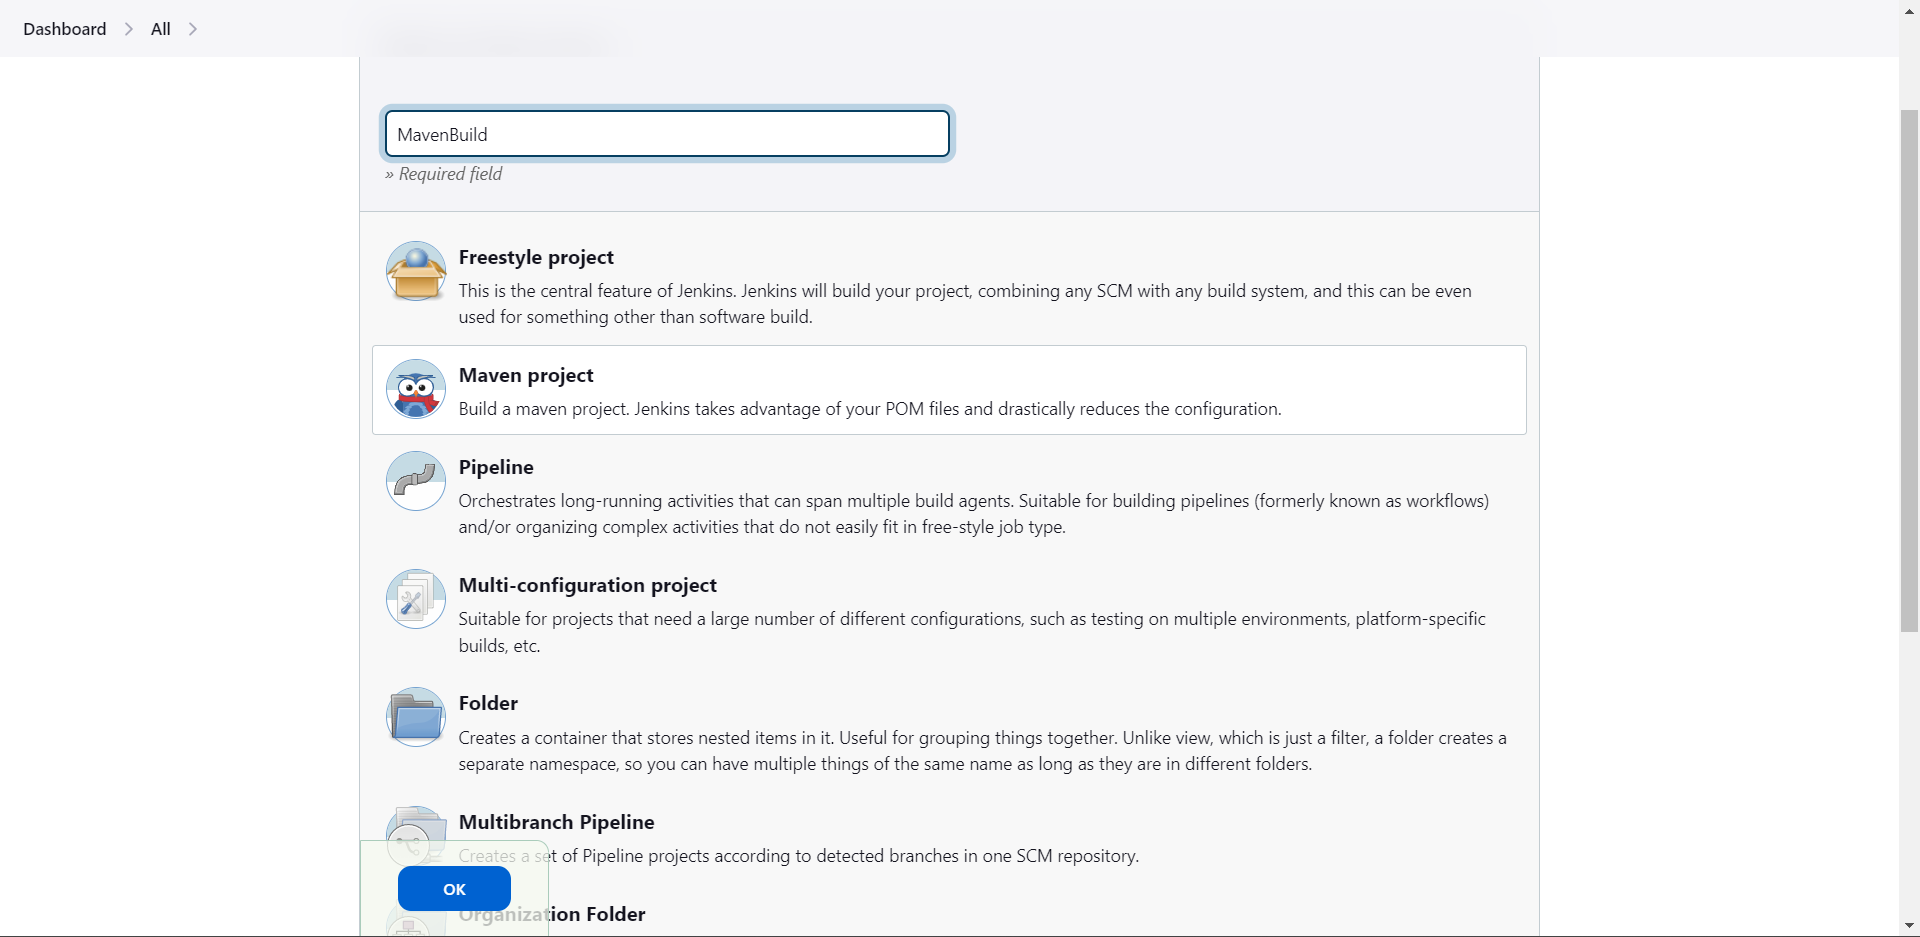 Dashboard > All >
MavenBuild
» Required field
Freestyle project
This is the central feature of Jenkins. Jenkins will build your project, combining any SCM with any build system, and this can be even
used for something other than software build.
Maven project
Build a maven project. Jenkins takes advantage of your POM files and drastically reduces the configuration.
Pipeline
Orchestrates long-running activities that can span multiple build agents. Suitable for building pipelines (formerly known as workflows)
and/or organizing complex activities that do not easily fit in free-style job type.
Multi-configuration project
Suitable for projects that need a large number of different configurations, such as testing on multiple environments, platform-specific
builds, etc.
Folder
Creates a container that stores nested items in it. Useful for grouping things together. Unlike view, which is just a filter, a folder creates a
separate namespace, so you can have multiple things of the same name as long as they are in different folders.
Multibranch Pipeline
Creates a set of Pipeline projects according to detected branches in one SCM repository.
OK
Organization Folder